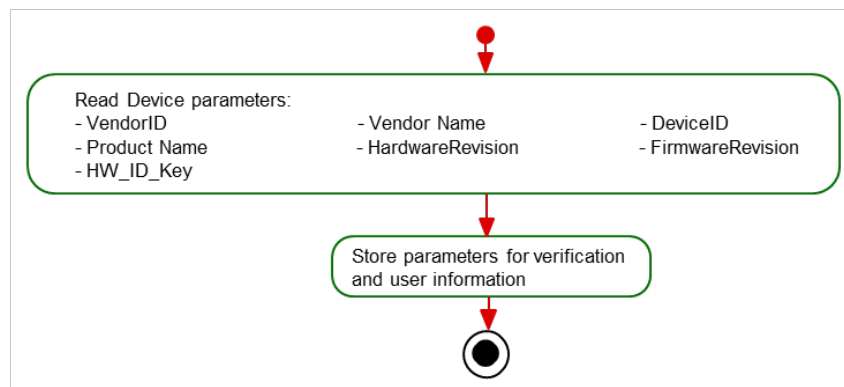 Read Device parameters:
- VendorID - Vendor Name - DeviceID
- Product Name - HardwareRevision - FirmwareRevision
- HW_ID_Key
Store parameters for verification
and user information